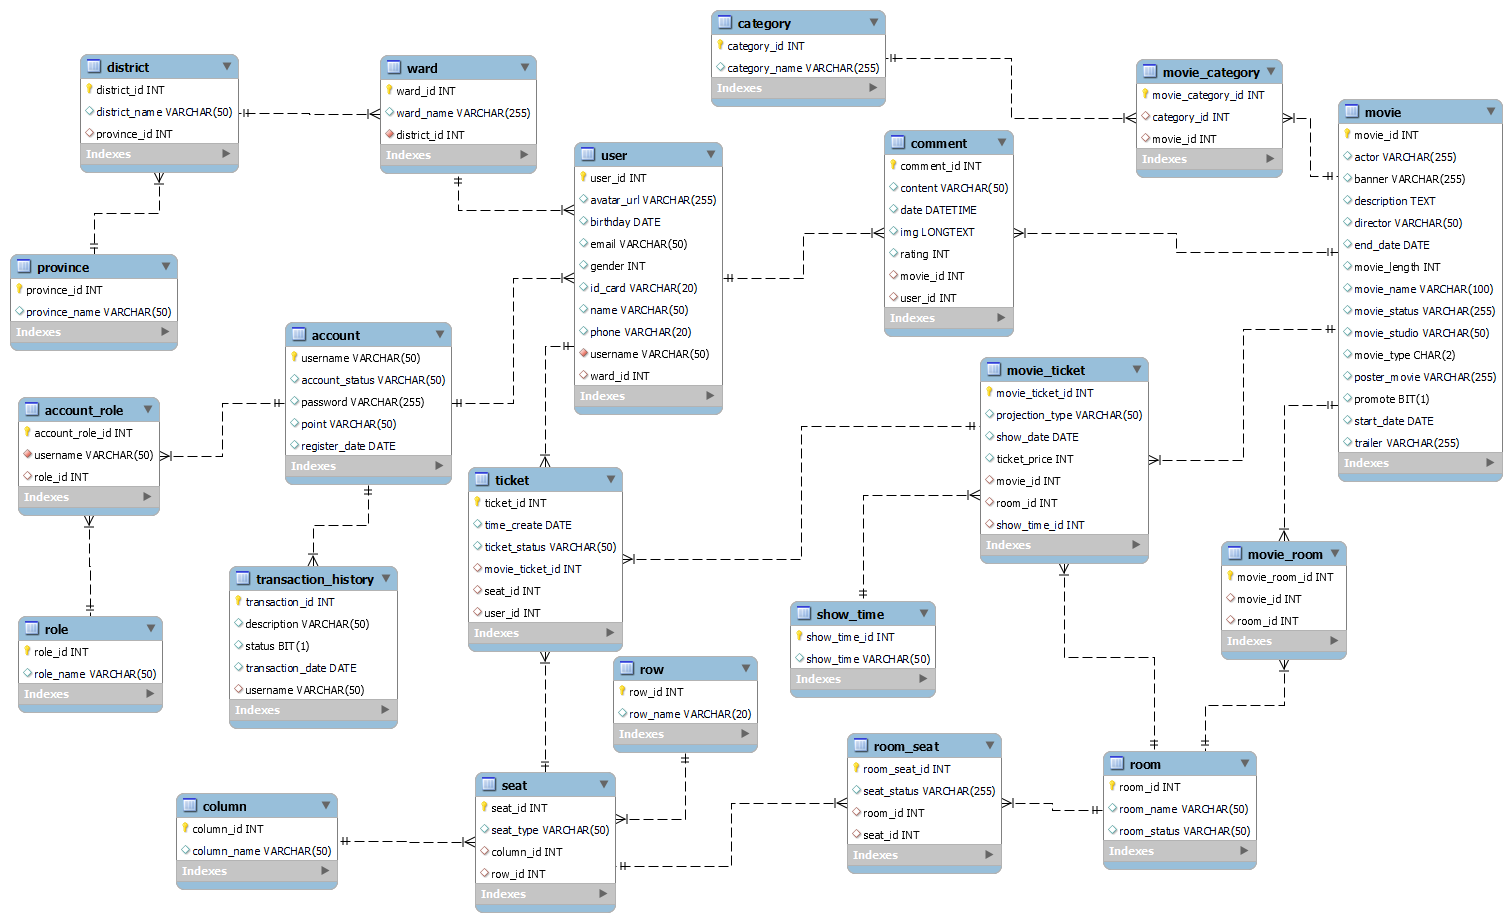 category
category_id INT
category_name VARCHAR(255)
Indexes
district
district_id INT
district_name VARCHAR(50)
province_id INT
Indexes
ward
ward_id INT
ward_name VARCHAR(255)
district_id INT
Indexes
movie_category
movie_category_id INT
category_id INT
movie_id INT
Indexes
movie
movie_id INT
actor VARCHAR(255)
banner VARCHAR(255)
description TEXT
director VARCHAR(50)
end_date DATE
movie_length INT
movie_name VARCHAR(100)
movie_status VARCHAR(255)
movie_studio VARCHAR(50)
movie_type CHAR(2)
poster_movie VARCHAR(255)
promote BIT(1)
start_date DATE
trailer VARCHAR(255)
Indexes
comment
comment_id INT
content VARCHAR(50)
date DATETIME
img LONGTEXT
rating INT
movie_id INT
user_id INT
Indexes
user
user_id INT
avatar_url VARCHAR(255)
birthday DATE
email VARCHAR(50)
gender INT
id_card VARCHAR(20)
name VARCHAR(50)
phone VARCHAR(20)
username VARCHAR(50)
ward_id INT
Indexes
province
province_id INT
province_name VARCHAR(50)
Indexes
account
username VARCHAR(50)
account_status VARCHAR(50)
password VARCHAR(255)
point VARCHAR(50)
register_date DATE
Indexes
movie_ticket
movie_ticket_id INT
projection_type VARCHAR(50)
show_date DATE
ticket_price INT
movie_id INT
room_id INT
show_time_id INT
Indexes
account_role
account_role_id INT
username VARCHAR(50)
role_id INT
Indexes
ticket
ticket_id INT
time_create DATE
ticket_status VARCHAR(50)
movie_ticket_id INT
seat_id INT
user_id INT
Indexes
movie_room
movie_room_id INT
movie_id INT
room_id INT
Indexes
transaction_history
transaction_id INT
description VARCHAR(50)
status BIT(1)
transaction_date DATE
username VARCHAR(50)
Indexes
show_time
show_time_id INT
show_time VARCHAR(50)
Indexes
role
role_id INT
role_name VARCHAR(50)
Indexes
row
row_id INT
row_name VARCHAR(20)
Indexes
room_seat
room_seat_id INT
seat_status VARCHAR(255)
room_id INT
seat_id INT
Indexes
room
room_id INT
room_name VARCHAR(50)
room_status VARCHAR(50)
Indexes
seat
seat_id INT
seat_type VARCHAR(50)
column_id INT
row_id INT
Indexes
column
column_id INT
column_name VARCHAR(50)
Indexes